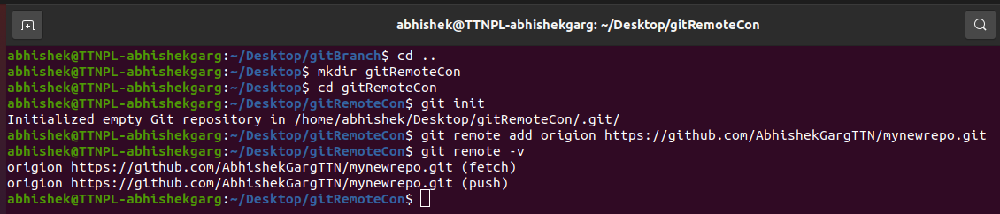 abhishek@TTNPL-abhishekgarg: ~/Desktop/gitRemoteCon
abhishek@TTNPL-abhishekgarg:~/Desktop/gitBranch$ cd ..
abhishek@TTNPL-abhishekgarg:~/Desktop$ mkdir gitRemoteCon
abhishek@TTNPL-abhishekgarg:~/Desktop$ cd gitRemoteCon
abhishek@TTNPL-abhishekgarg:~/Desktop/gitRemoteCon$ git init
Initialized empty Git repository in /home/abhishek/Desktop/gitRemoteCon/.git/
abhishek@TTNPL-abhishekgarg:~/Desktop/gitRemoteCon$ git remote add origion https://github.com/AbhishekGargTTN/mynewrepo.git
abhishek@TTNPL-abhishekgarg:~/Desktop/gitRemoteCon$ git remote -v
origion https://github.com/AbhishekGargTTN/mynewrepo.git (fetch)
origion https://github.com/AbhishekGargTTN/mynewrepo.git (push)
abhishek@TTNPL-abhishekgarg:~/Desktop/gitRemoteCon$